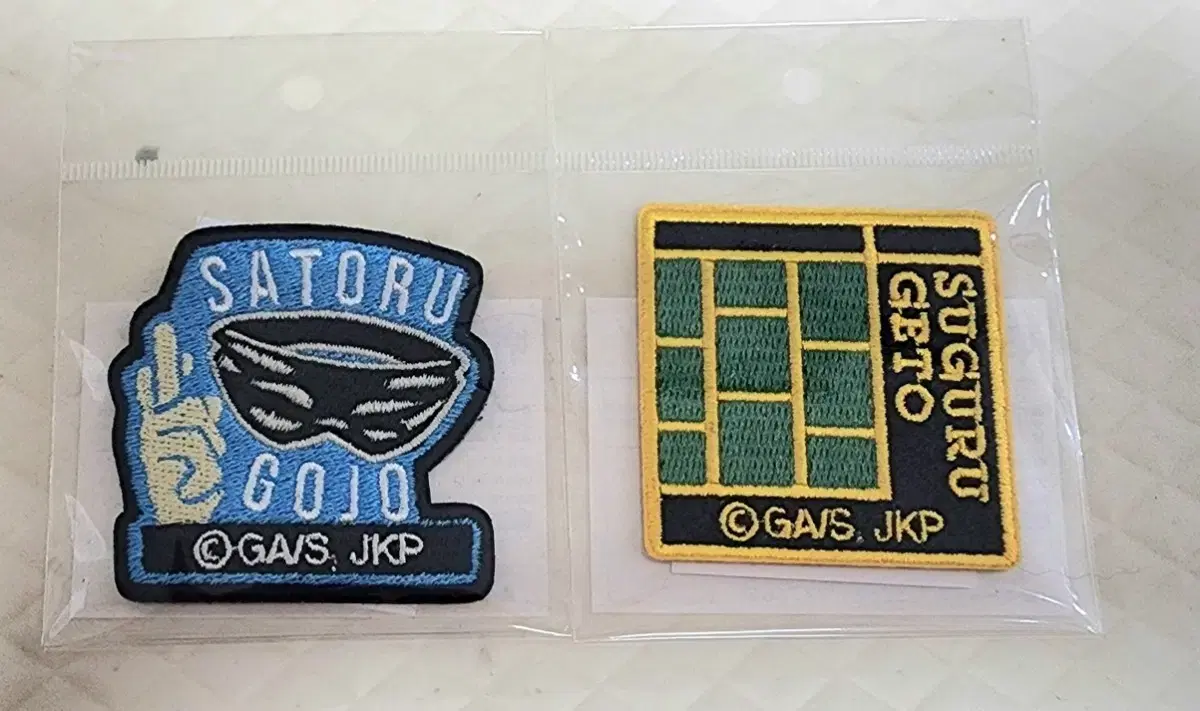 SATORU
GOJO
©GA/S, JKP
SUGURU
GETO
©GA/S, JKP